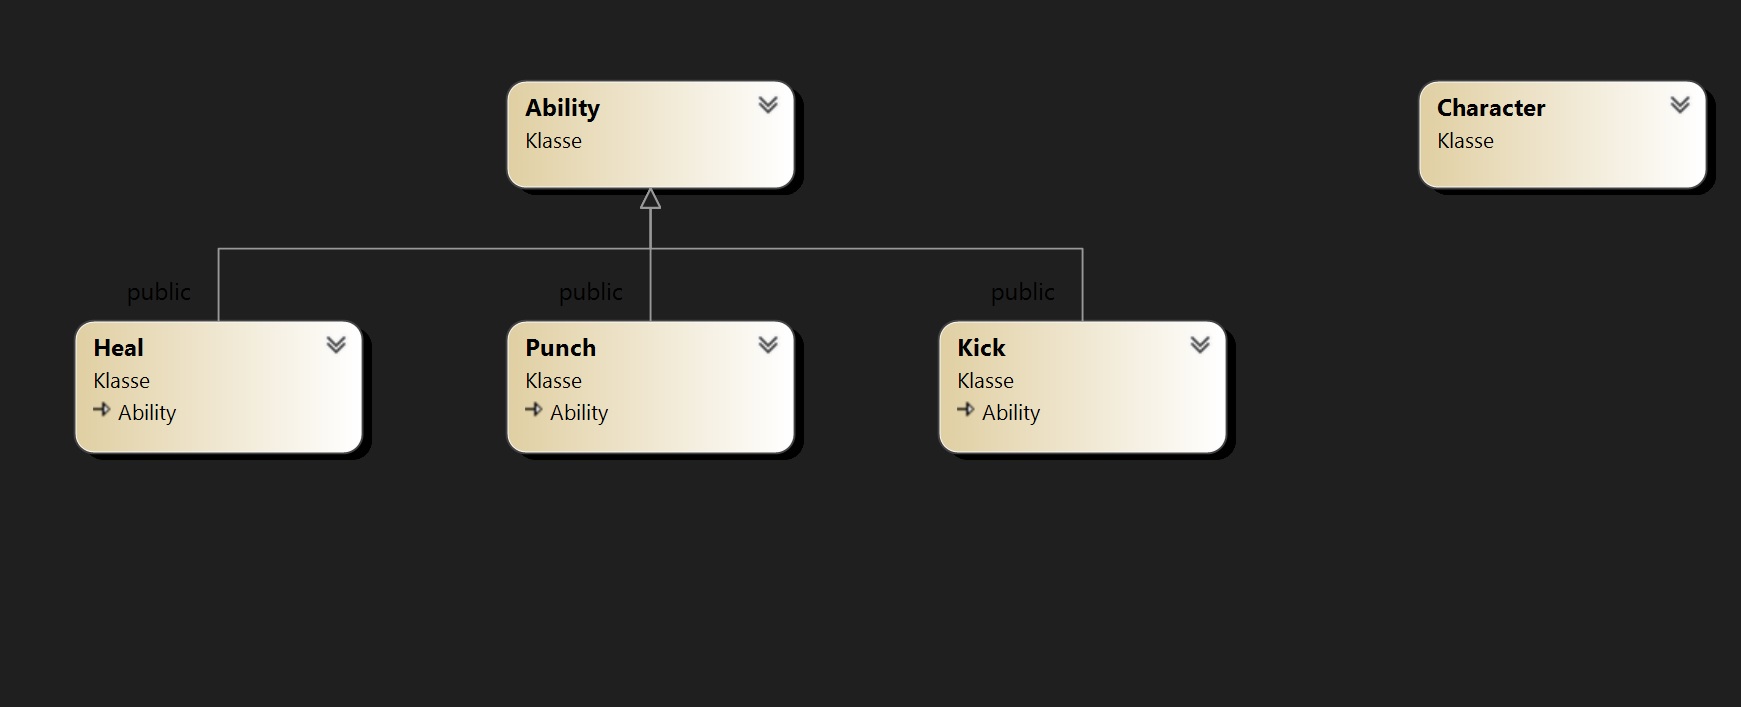 Ability
Klasse
Character
Klasse
public
public
public
Heal
Klasse
Ability
Punch
Klasse
Ability
Kick
Klasse
Ability